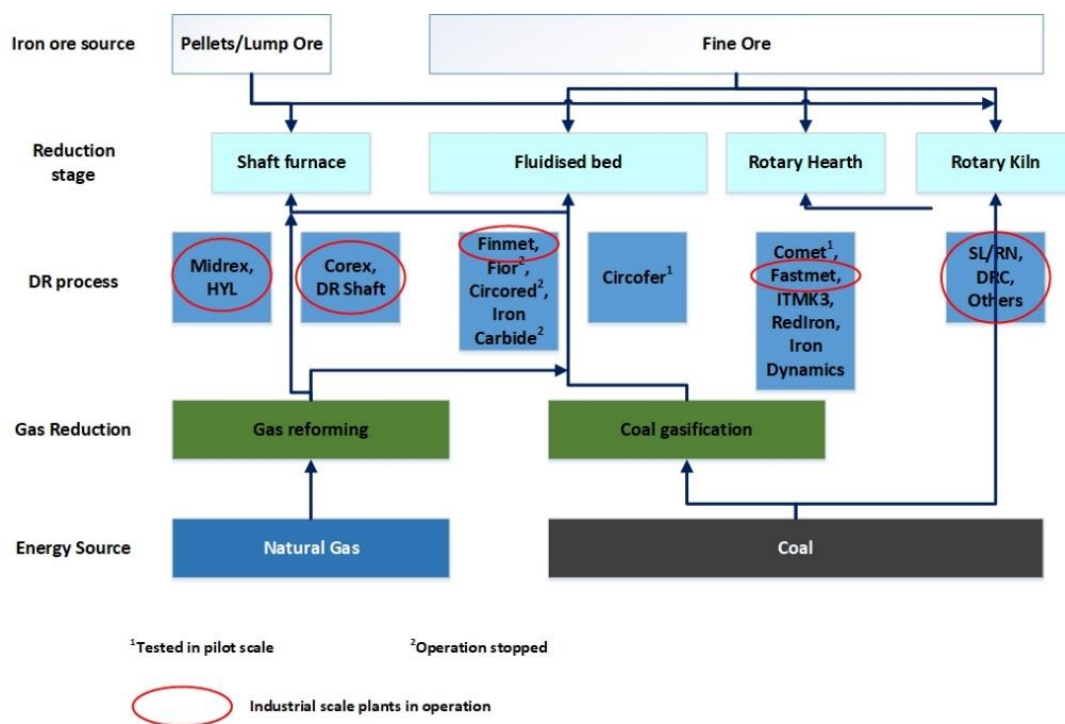 Iron ore source
Pellets/Lump Ore
Fine Ore
Reduction
stage
Shaft furnace
Fluidised bed
Rotary Hearth
Rotary Kiln
DR process
Midrex,
HYL
Corex,
DR Shaft
Finmet,
Fior²,
Circored²,
Iron
Carbide²
Circofer¹
Comet¹,
Fastmet,
ITMK3,
RedIron,
Iron
Dynamics
SL/RN,
DRC,
Others
Gas Reduction
Gas reforming
Coal gasification
Energy Source
Natural Gas
Coal
¹Tested in pilot scale
²Operation stopped
Industrial scale plants in operation